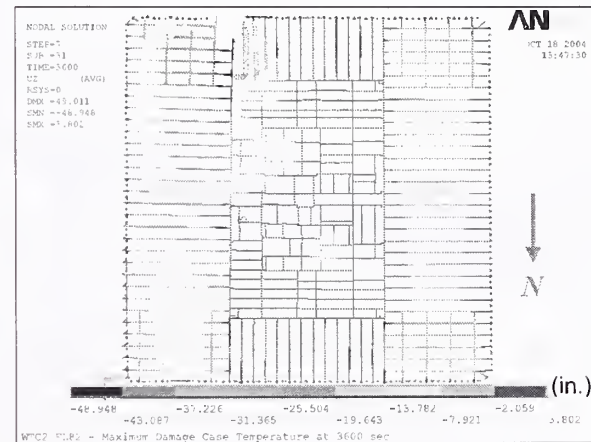 NODAL SOLUTION
AN
STEP=7
SUB =31
TIME=3600
UZ (AVG)
RSYS=0
DMX =49.011
SMN =-48.948
SMX =3.802
OCT 18 2004
13:47:30
N
(in.)
-48.948 -37.226 -25.504 -13.782 -2.059
-43.087 -31.365 -19.643 -7.921 3.802
WTC2 FL82 - Maximum Damage Case Temperature at 3600 sec